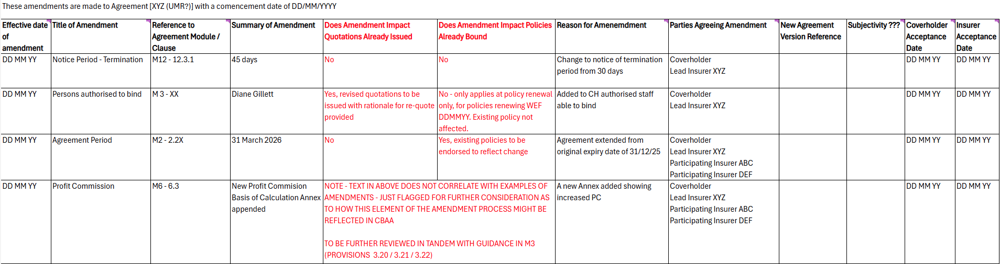 These amendments are made to Agreement [XYZ (UMR?)] with a comencement date of DD/MM/YYYY
Effective date of amendment
Title of Amendment
Reference to Agreement Module / Clause
Summary of Amendment
Does Amendment Impact Quotations Already Issued
Does Amendment Impact Policies Already Bound
Reason for Amenemdment
Parties Agreeing Amendment
New Agreement Version Reference
Subjectivity ???
Coverholder Acceptance Date
Insurer Acceptance Date
DD MM YY
Notice Period - Termination
M12 - 12.3.1
45 days
No
No
Change to notice of termination
period from 30 days
Coverholder
Lead Insurer XYZ
DD MM YY
DD MM YY
DD MM YY
Persons authorised to bind
M 3 - XX
Diane Gillett
Yes, revised quotations to be
issued with rationale for re-quote
provided
No - only applies at policy renewal
only, for policies renewing WEF
DDMMYY. Existing policy not
affected.
Added to CH authorised staff
able to bind
Coverholder
Lead Insurer XYZ
DD MM YY
DD MM YY
DD MM YY
Agreement Period
M2 - 2.2X
31 March 2026
No
Yes, existing policies to be
endorsed to reflect change
Agreement extended from
original expiry date of 31/12/25
Coverholder
Lead Insurer XYZ
Participating Insurer ABC
Participating Insurer DEF
DD MM YY
DD MM YY
DD MM YY
Profit Commission
M6 - 6.3
New Profit Commision
Basis of Calculation Annex
appended
NOTE - TEXT IN ABOVE DOES NOT CORRELATE WITH EXAMPLES OF
AMENDMENTS - JUST FLAGGED FOR FURTHER CONSIDERATION AS
TO HOW THIS ELEMENT OF THE AMENDMENT PROCESS MIGHT BE
REFLECTED IN CBAA
TO BE FURTHER REVIEWED IN TANDEM WITH GUIDANCE IN M3
(PROVISIONS 3.20 / 3.21 / 3.22)
A new Annex added showing
increased PC
Coverholder
Lead Insurer XYZ
Participating Insurer ABC
Participating Insurer DEF
DD MM YY
DD MM YY